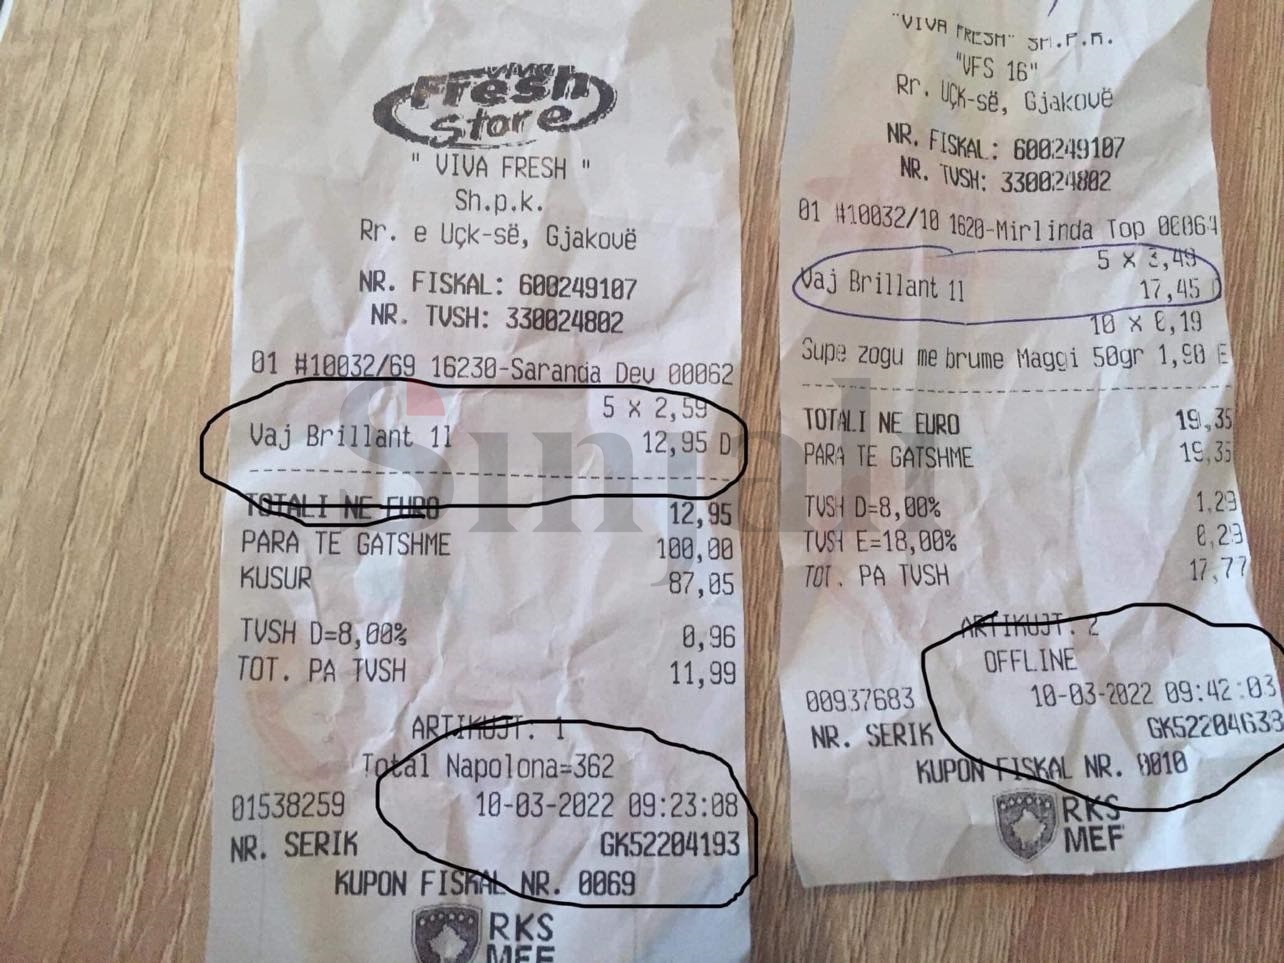 VIVA
Fresh
Store
" VIVA FRESH "
Sh.p.k.
Rr. e Uçk-së, Gjakovë
NR. FISKAL: 600249107
NR. TVSH: 330024802
01 #10032/69 16230-Saranda Dev 00062
5 x 2,59
Vaj Brillant 1l 12,95 D
TOTALI NE EURO 12,95
PARA TE GATSHME 100,00
KUSUR 87,05
TVSH D=8,00% 0,96
TOT. PA TVSH 11,99
ARTIKUJT: 1
Total Napolona=362
01538259 10-03-2022 09:23:08
NR. SERIK GK52204193
KUPON FISKAL NR. 0069
RKS
MEF
"VIVA FRESH" SH.P.K.
"VFS 16"
Rr. UÇK-së, Gjakovë
NR. FISKAL: 600249107
NR. TVSH: 330024802
01 #10032/10 1620-Mirlinda Top 00064
5 x 3,49
Vaj Brillant 1l 17,45
10 x 0,19
Supe zogu me brume Maggi 50gr 1,90 E
TOTALI NE EURO 19,35
PARA TE GATSHME 19,35
TVSH D=8,00% 1,29
TVSH E=18,00% 0,29
TOT. PA TVSH 17,77
ARTIKUJT: 2
OFFLINE
00937683 10-03-2022 09:42:03
NR. SERIK GK52204633
KUPON FISKAL NR. 0010
RKS
MEF
Sinjali